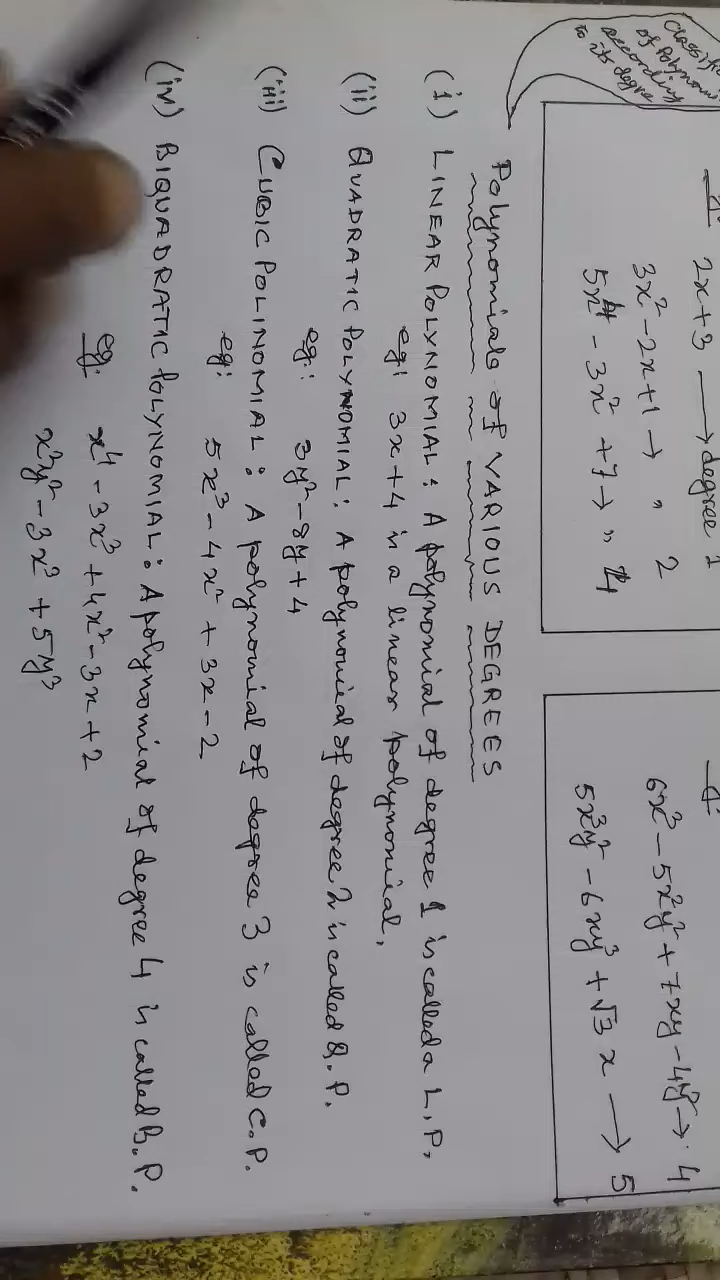 of Polynomi
according
to its degree
eg 2x+3 → degree 1
3x² - 2x+1 → " 2
5x⁴ - 3x² + 7 → " 4
6x³ - 5x²y² + 7xy - 4y² → 4
5x³y² - 6xy³ + √3 x → 5
Polynomials of VARIOUS DEGREES
(i) LINEAR POLYNOMIAL : A polynomial of degree 1 is called a L.P.
eg: 3x+4 is a linear polynomial.
(ii) QUADRATIC POLYNOMIAL : A polynomial of degree 2 is called Q.P.
eg: 3y² - 8y + 4
(iii) CUBIC POLINOMIAL : A polynomial of degree 3 is called C.P.
eg: 5x³ - 4x² + 3x - 2
(iv) BIQUADRATIC POLYNOMIAL : A polynomial of degree 4 is called B.P.
eg. x⁴ - 3x³ + 4x² - 3x + 2
x²y² - 3x³ + 5y³